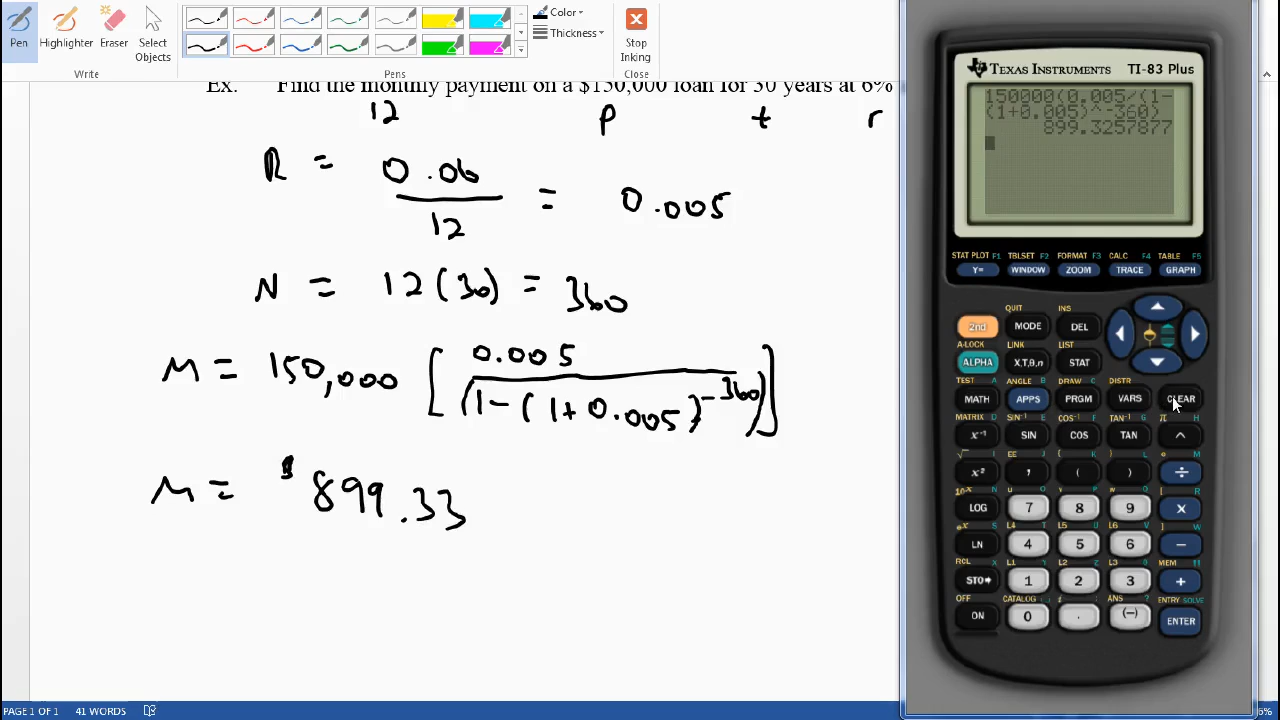 Color
Thickness
Pen Highlighter Eraser Select Objects Stop Inking
Write Pens Close
Ex. Find the monthly payment on a $150,000 loan for 30 years at 6%
12 p t r
R = 0.06 / 12 = 0.005
N = 12(30) = 360
M = 150,000 [ 0.005 / (1-(1+0.005)^-360) ]
M = $ 899.33
PAGE 1 OF 1 41 WORDS 6%
TEXAS INSTRUMENTS TI-83 Plus
150000(0.005/(1-
(1+0.005)^-360)
899.3257877
STAT PLOT F1 TBLSET F2 FORMAT F3 CALC F4 TABLE F5
Y= WINDOW ZOOM TRACE GRAPH
QUIT INS
2nd MODE DEL
A-LOCK LINK LIST
ALPHA X,T,θ,n STAT
TEST A ANGLE B DRAW C DISTR
MATH APPS PRGM VARS CLEAR
MATRIX D SIN⁻¹ E COS⁻¹ F TAN⁻¹ G π H
x⁻¹ SIN COS TAN ^
√ I EE J { K } L e M
x² , ( ) ÷
10ˣ N u O v P w Q [ R
LOG 7 8 9 ×
eˣ S L4 T L5 U L6 V ] W
LN 4 5 6 −
RCL X L1 Y L2 Z L3 θ MEM "
STO➔ 1 2 3 +
OFF CATALOG i : ANS ? ENTRY SOLVE
ON 0 . (−) ENTER